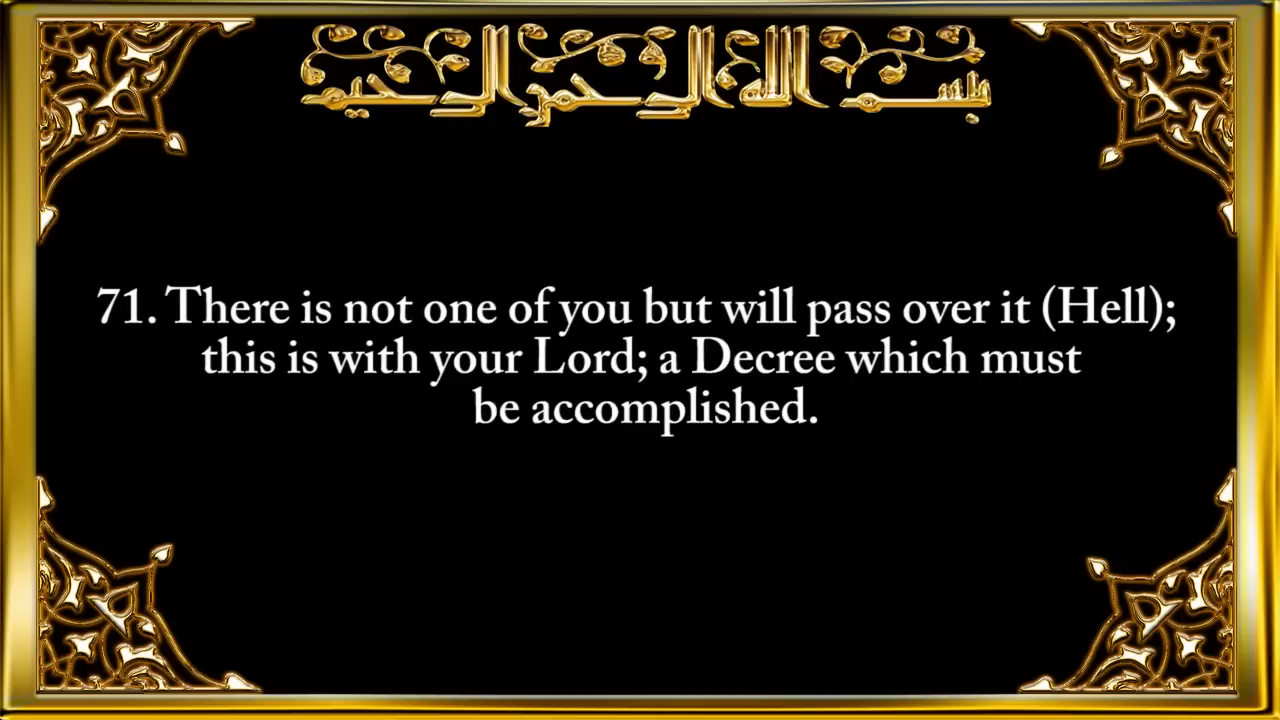 بسم الله الرحمن الرحيم
71. There is not one of you but will pass over it (Hell);
this is with your Lord; a Decree which must
be accomplished.